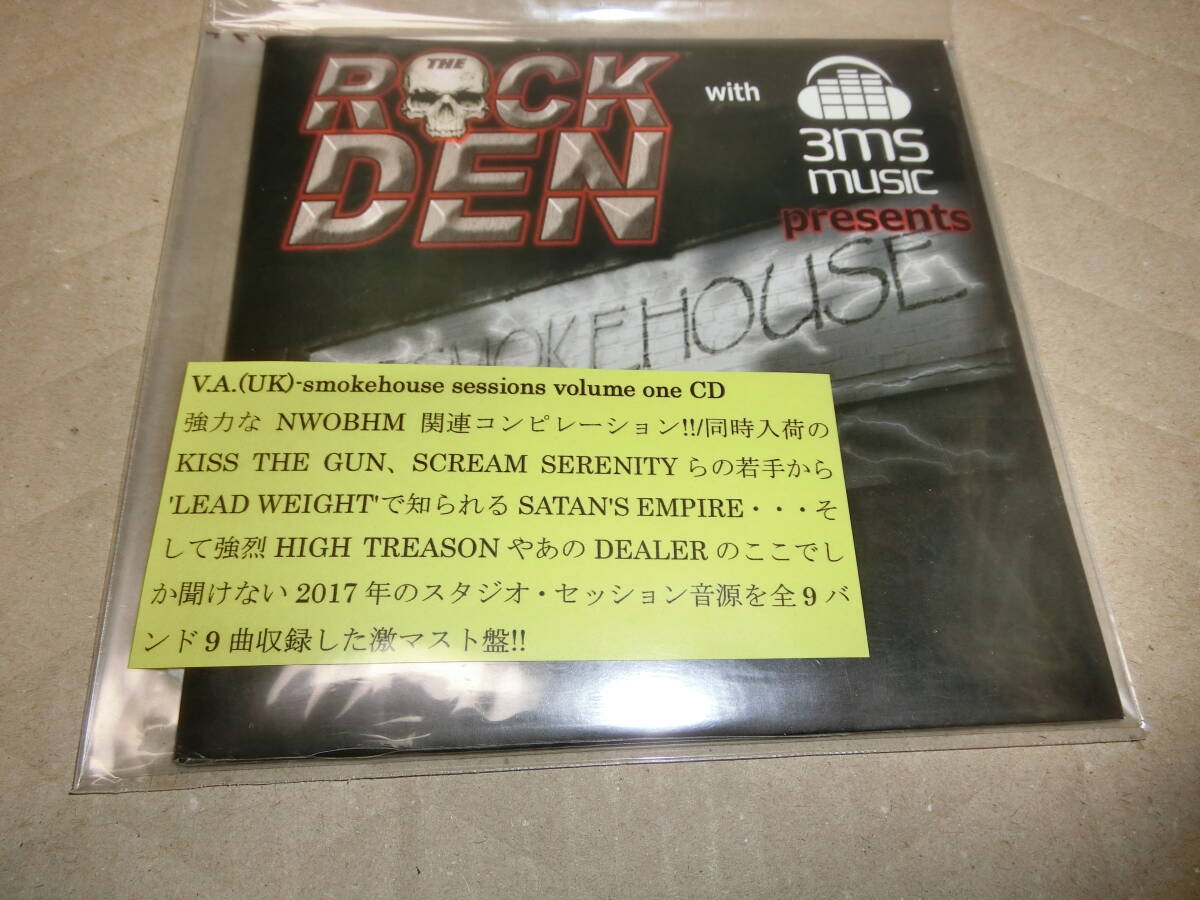 THE
ROCK
DEN
with
3ms
music
presents
SMOKEHOUSE
V.A.(UK)-smokehouse sessions volume one CD
強力な NWOBHM 関連コンピレーション!!/同時入荷の
KISS THE GUN、SCREAM SERENITY らの若手から
'LEAD WEIGHT'で知られる SATAN'S EMPIRE・・・そ
して強烈 HIGH TREASON やあの DEALER のここでし
か聞けない 2017 年のスタジオ・セッション音源を全 9 バ
ンド 9 曲収録した激マスト盤!!